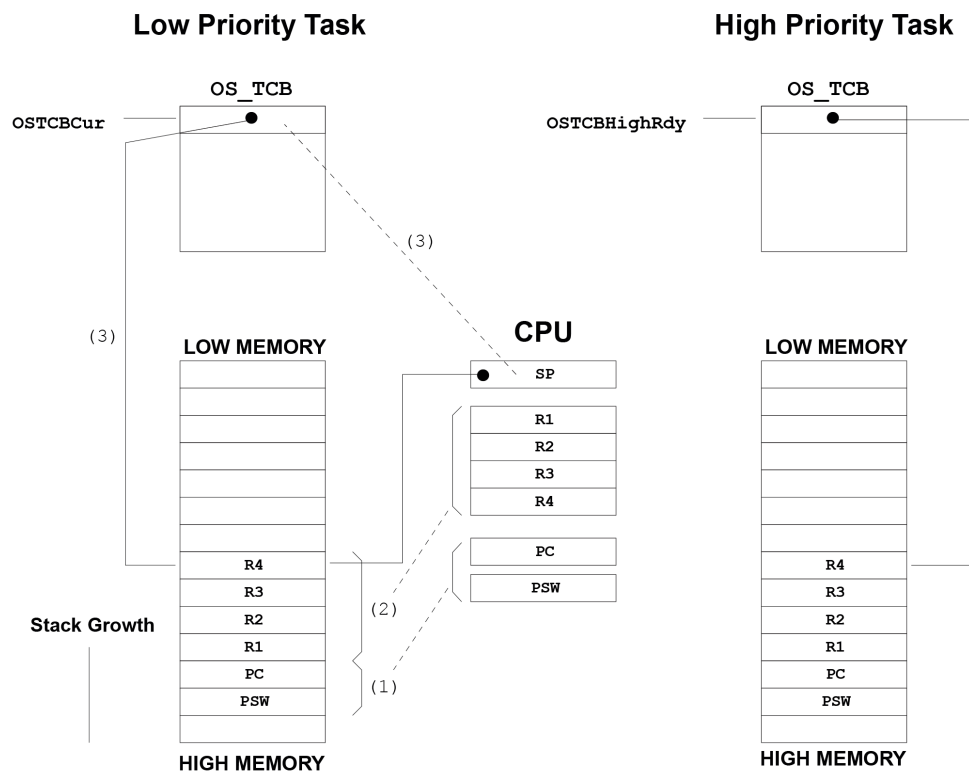 Low Priority Task
High Priority Task
OS_TCB
OS_TCB
OSTCBCur
OSTCBHighRdy
(3)
(3)
CPU
LOW MEMORY
LOW MEMORY
SP
R1
R2
R3
R4
PC
PSW
R4
R3
R2
R1
PC
PSW
(2)
(1)
Stack Growth
R4
R3
R2
R1
PC
PSW
HIGH MEMORY
HIGH MEMORY